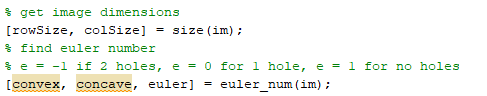 % get image dimensions
[rowSize, colSize] = size(im);
% find euler number
% e = -1 if 2 holes, e = 0 for 1 hole, e = 1 for no holes
[convex, concave, euler] = euler_num(im);